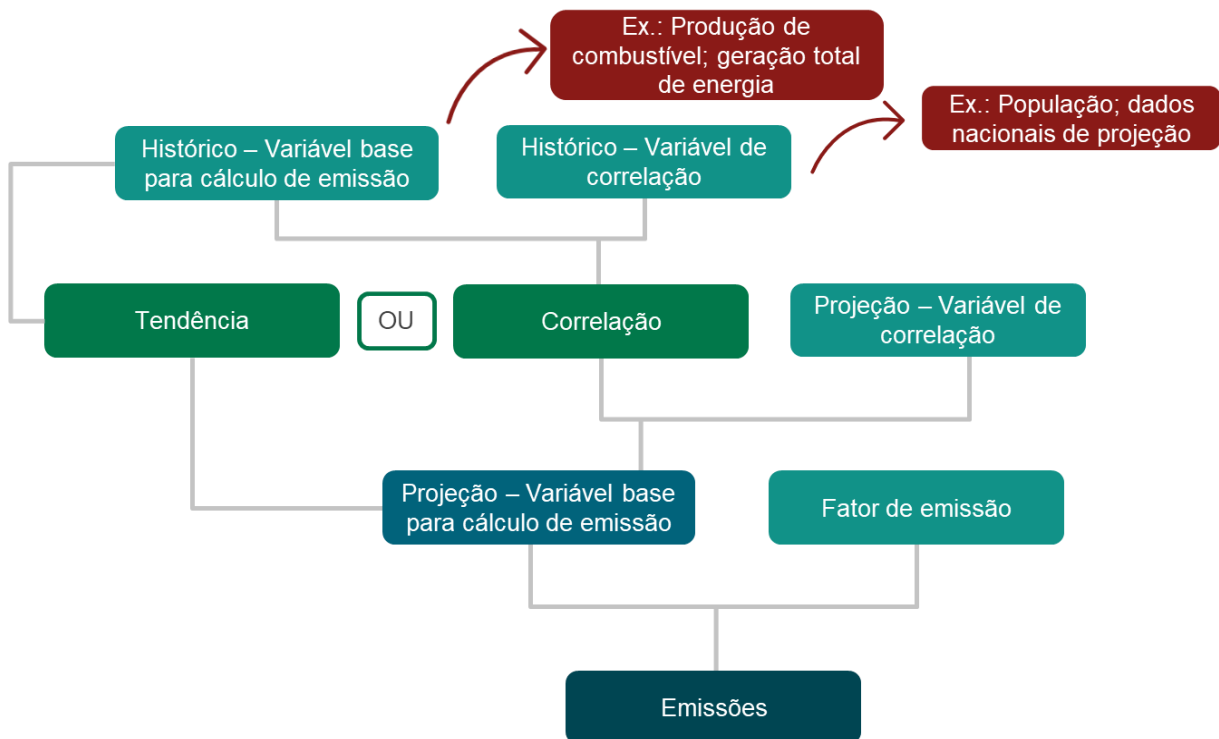 Ex.: Produção de
combustível; geração total
de energia
Ex.: População; dados
nacionais de projeção
Histórico – Variável base
para cálculo de emissão
Histórico – Variável de
correlação
Tendência
OU
Correlação
Projeção – Variável de
correlação
Projeção – Variável base
para cálculo de emissão
Fator de emissão
Emissões